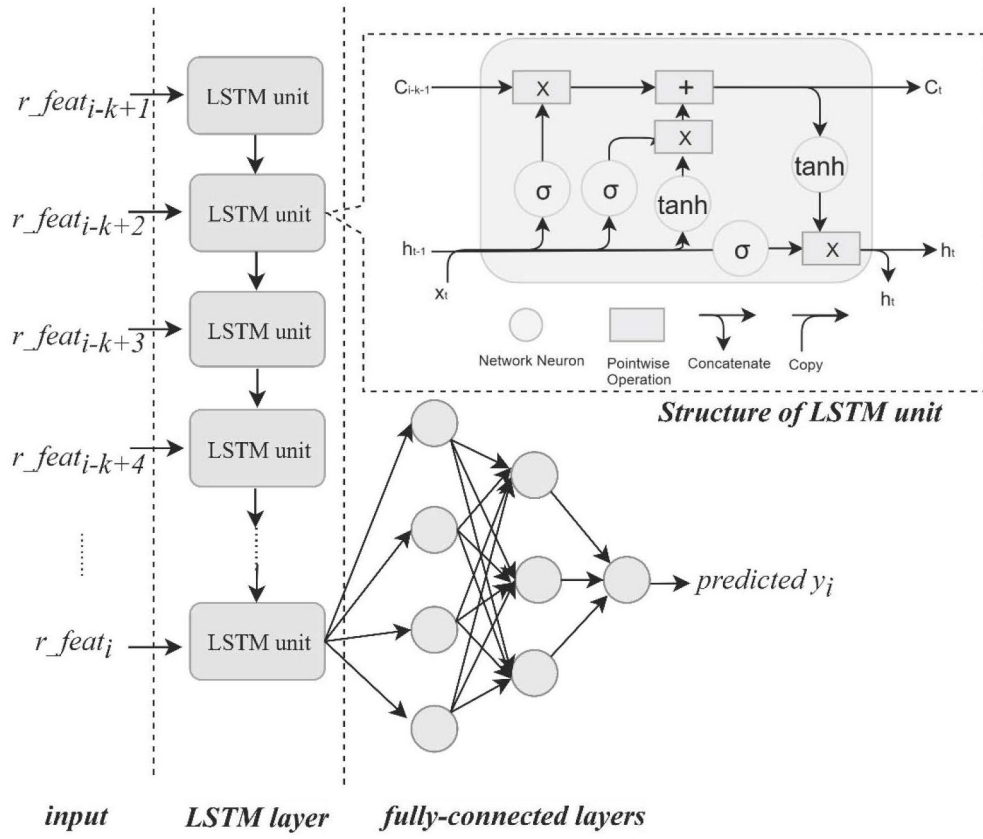 r_feat_{i-k+1}
LSTM unit
r_feat_{i-k+2}
LSTM unit
r_feat_{i-k+3}
LSTM unit
r_feat_{i-k+4}
LSTM unit
........
r_feat_i
LSTM unit
C_{i-k-1}
X
+
C_t
X
σ
σ
tanh
tanh
h_{t-1}
σ
X
h_t
x_t
h_t
Network Neuron
Pointwise
Operation
Concatenate
Copy
Structure of LSTM unit
predicted y_i
input
LSTM layer
fully-connected layers